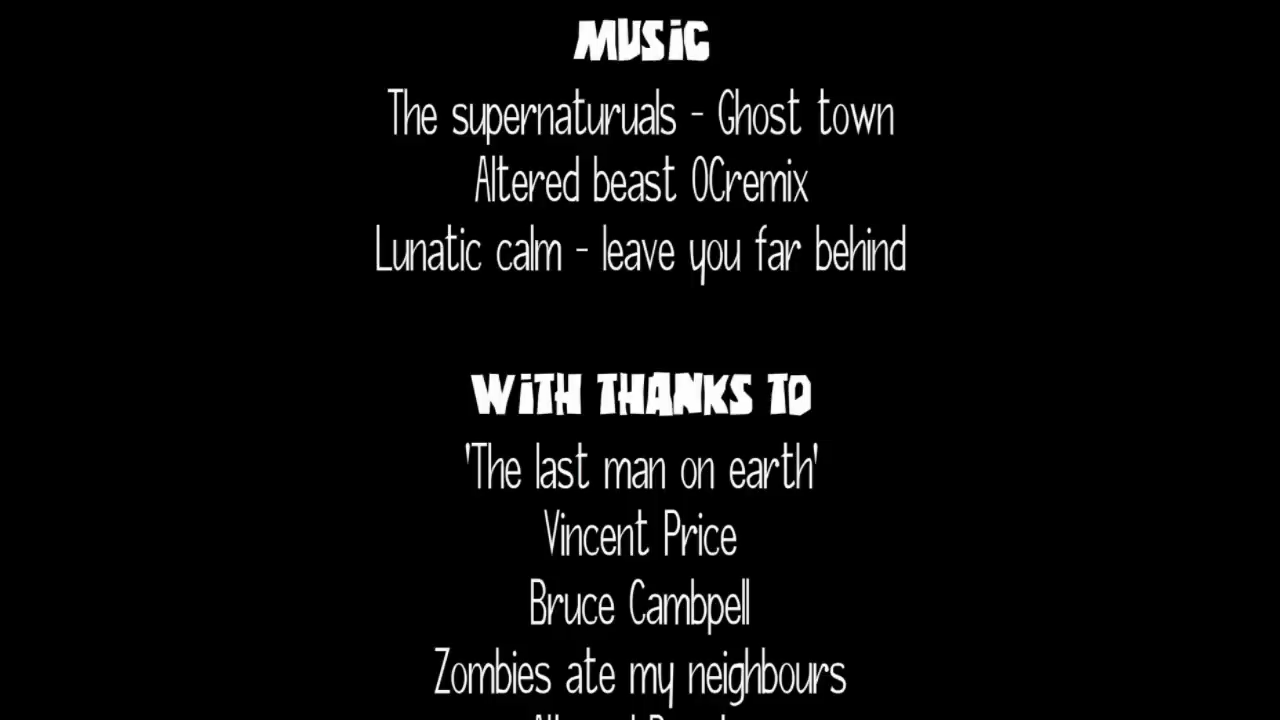 MUSiC
The supernaturuals - Ghost town
Altered beast OCremix
Lunatic calm - leave you far behind
WiTH THANKS TO
'The last man on earth'
Vincent Price
Bruce Cambpell
Zombies ate my neighbours